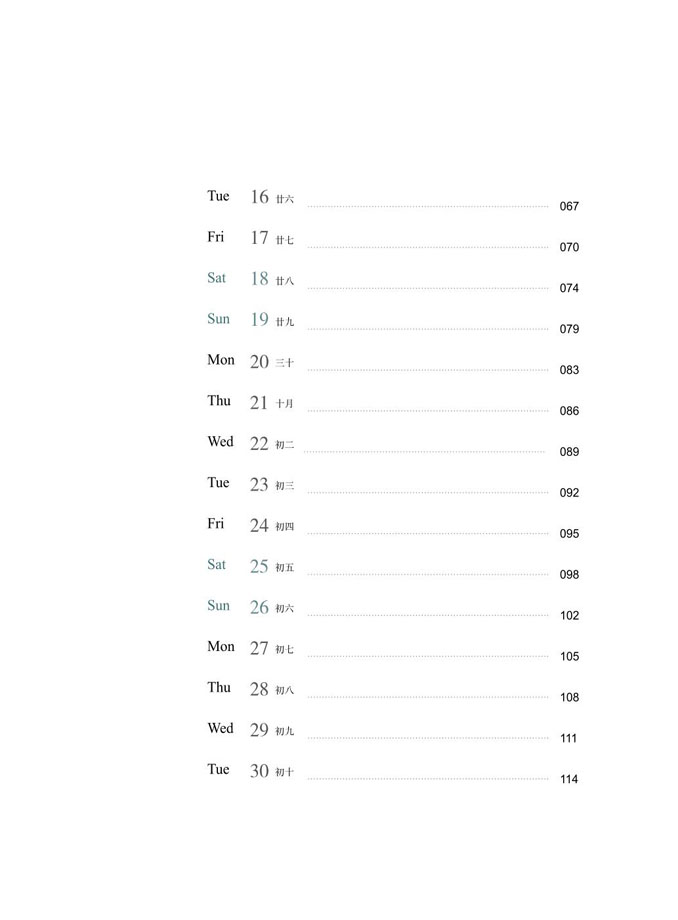 Tue 16 廿六 067
Fri 17 廿七 070
Sat 18 廿八 074
Sun 19 廿九 079
Mon 20 三十 083
Thu 21 十月 086
Wed 22 初二 089
Tue 23 初三 092
Fri 24 初四 095
Sat 25 初五 098
Sun 26 初六 102
Mon 27 初七 105
Thu 28 初八 108
Wed 29 初九 111
Tue 30 初十 114